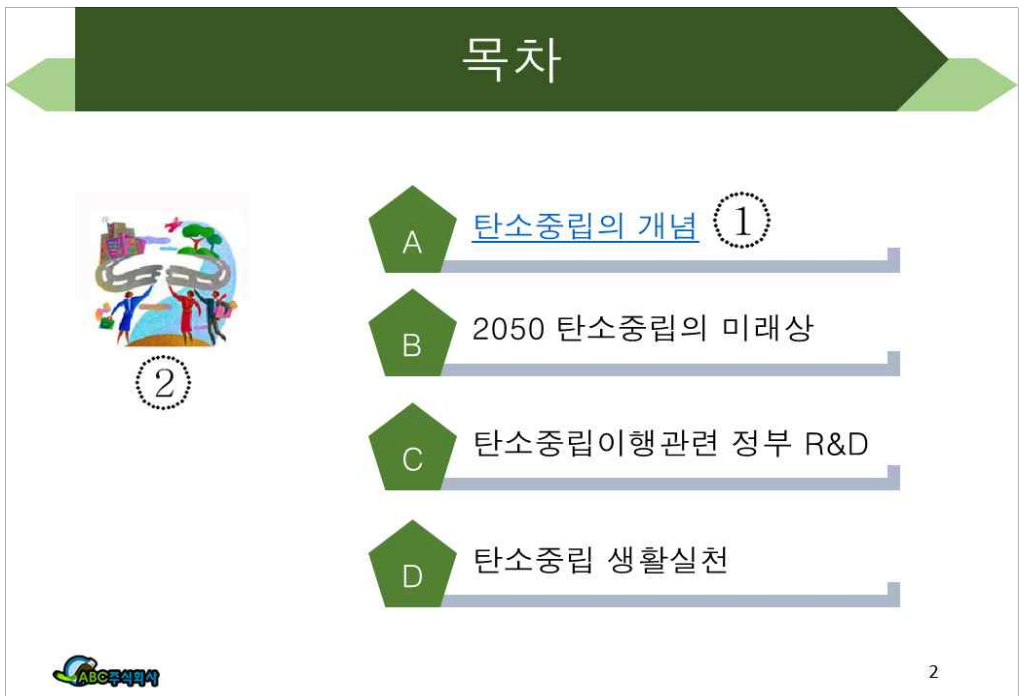 목차
A 탄소중립의 개념 ①
B 2050 탄소중립의 미래상
②
C 탄소중립이행관련 정부 R&D
D 탄소중립 생활실천
ABC주식회사
2